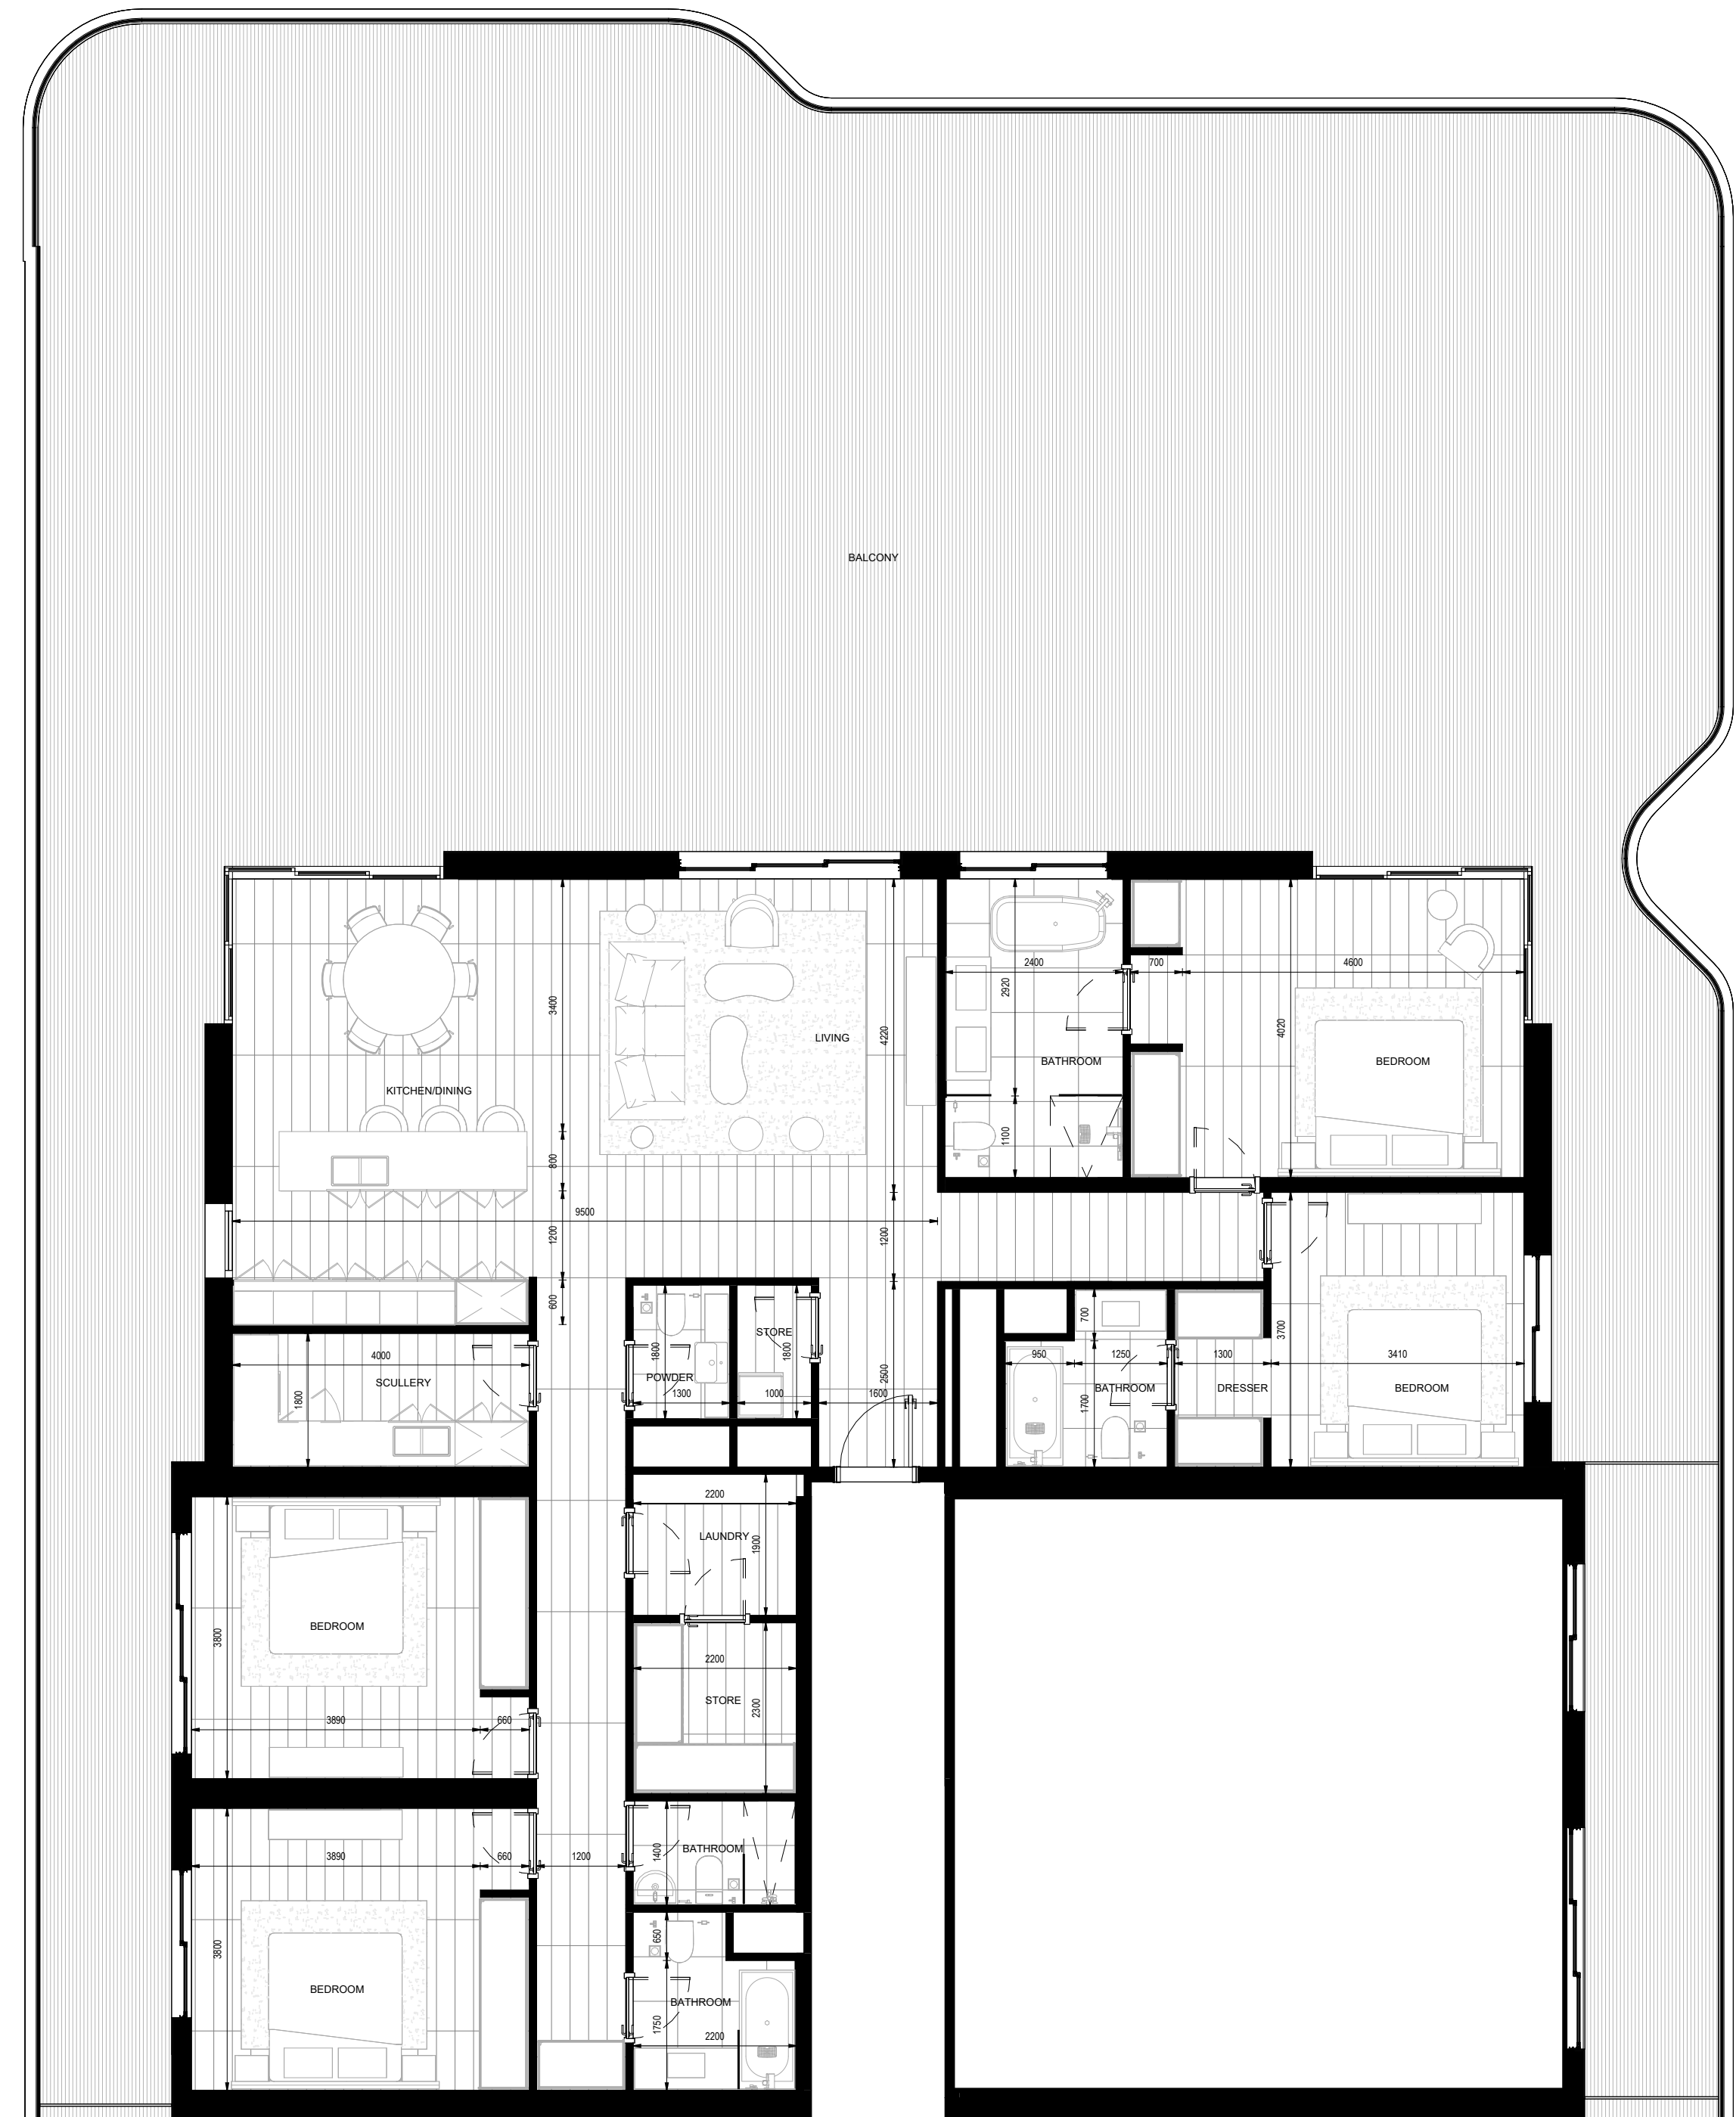 BALCONY
2400
700
4600
2920
3400
4220
4020
LIVING
BATHROOM
BEDROOM
KITCHEN/DINING
1100
800
9500
1200
1200
600
700
3700
STORE
1800
1800
4000
950
1250
1300
3410
SCULLERY
POWDER
2500
BATHROOM
DRESSER
BEDROOM
1300
1000
1600
1800
1700
2200
LAUNDRY
1900
BEDROOM
3800
2200
STORE
2300
3890
660
BATHROOM
1400
3890
660
1200
650
3800
BEDROOM
BATHROOM
1750
2200